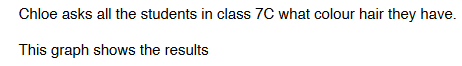 Chloe asks all the students in class 7C what colour hair they have.
This graph shows the results